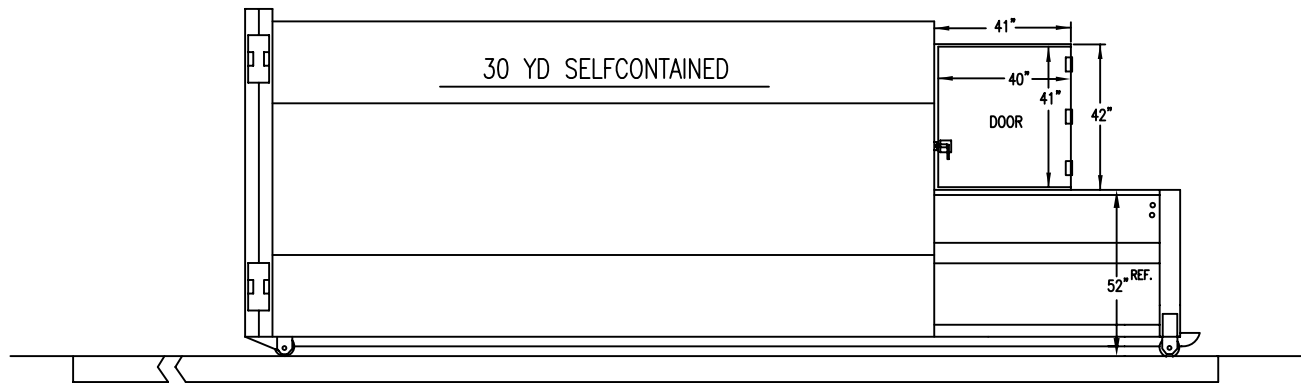 41"
30 YD SELFCONTAINED
40"
41"
42"
DOOR
52" REF.